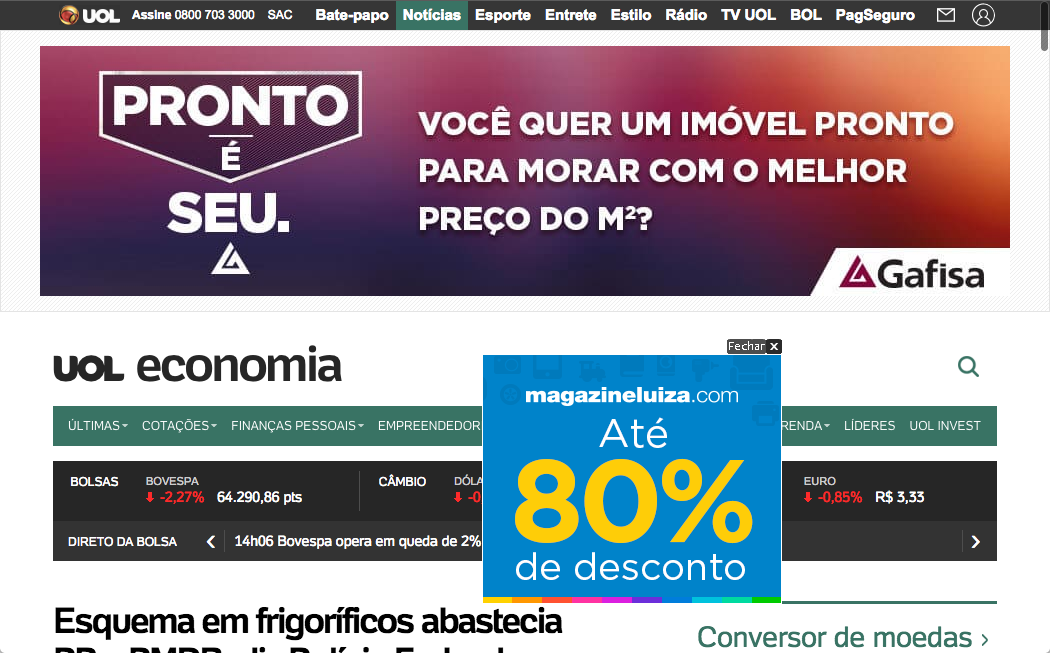 UOL Assine 0800 703 3000 SAC Bate-papo Notícias Esporte Entrete Estilo Rádio TV UOL BOL PagSeguro
PRONTO
É
SEU.
VOCÊ QUER UM IMÓVEL PRONTO
PARA MORAR COM O MELHOR
PREÇO DO M²?
Gafisa
UOL economia
Fechar X
magazineluiza.com
Até
80%
de desconto
ÚLTIMAS COTAÇÕES FINANÇAS PESSOAIS EMPREENDEDOR RENDA LÍDERES UOL INVEST
BOLSAS BOVESPA -2,27% 64.290,86 pts CÂMBIO DÓLA -0 EURO -0,85% R$ 3,33
DIRETO DA BOLSA 14h06 Bovespa opera em queda de 2%
Esquema em frigoríficos abastecia
Conversor de moedas ›